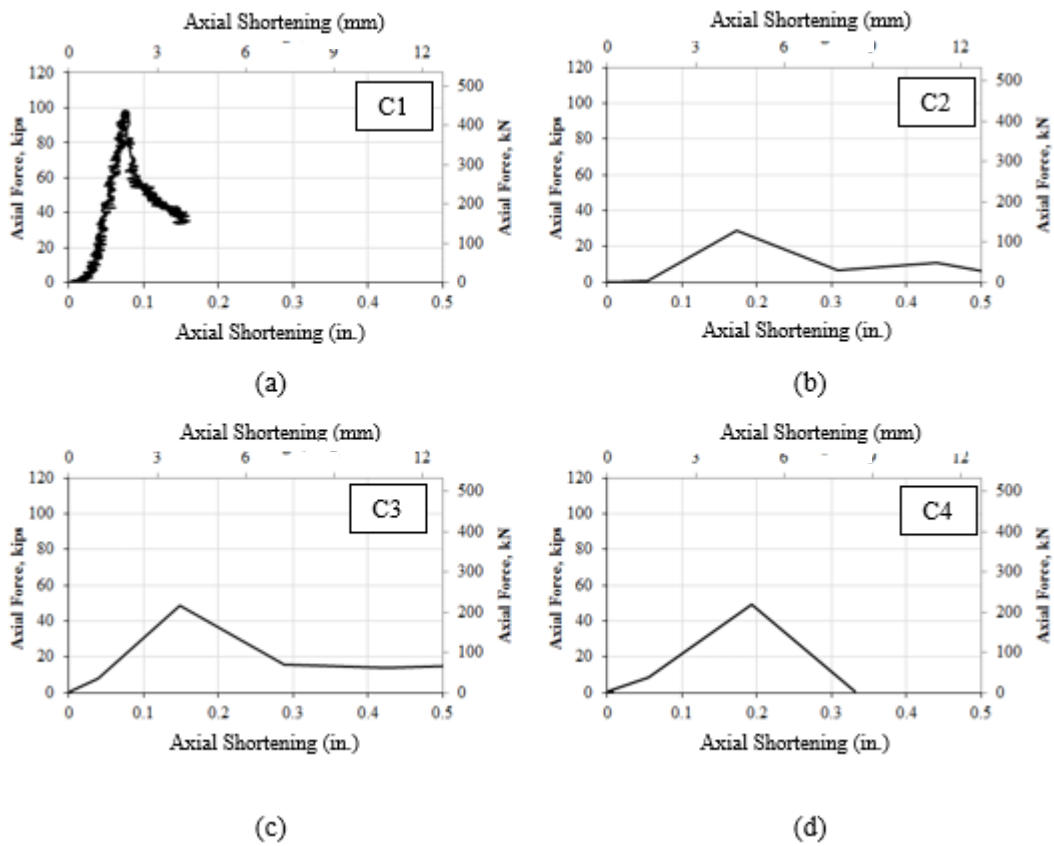 Axial Shortening (mm)
0 3 6 9 12
120 100 80 60 40 20 0
Axial Force, kips
C1
500 400 300 200 100 0
Axial Force, kN
0 0.1 0.2 0.3 0.4 0.5
Axial Shortening (in.)
(a)
Axial Shortening (mm)
0 3 6 9 12
120 100 80 60 40 20 0
Axial Force, kips
C2
500 400 300 200 100 0
Axial Force, kN
0 0.1 0.2 0.3 0.4 0.5
Axial Shortening (in.)
(b)
Axial Shortening (mm)
0 3 6 9 12
120 100 80 60 40 20 0
Axial Force, kips
C3
500 400 300 200 100 0
Axial Force, kN
0 0.1 0.2 0.3 0.4 0.5
Axial Shortening (in.)
(c)
Axial Shortening (mm)
0 3 6 9 12
120 100 80 60 40 20 0
Axial Force, kips
C4
500 400 300 200 100 0
Axial Force, kN
0 0.1 0.2 0.3 0.4 0.5
Axial Shortening (in.)
(d)